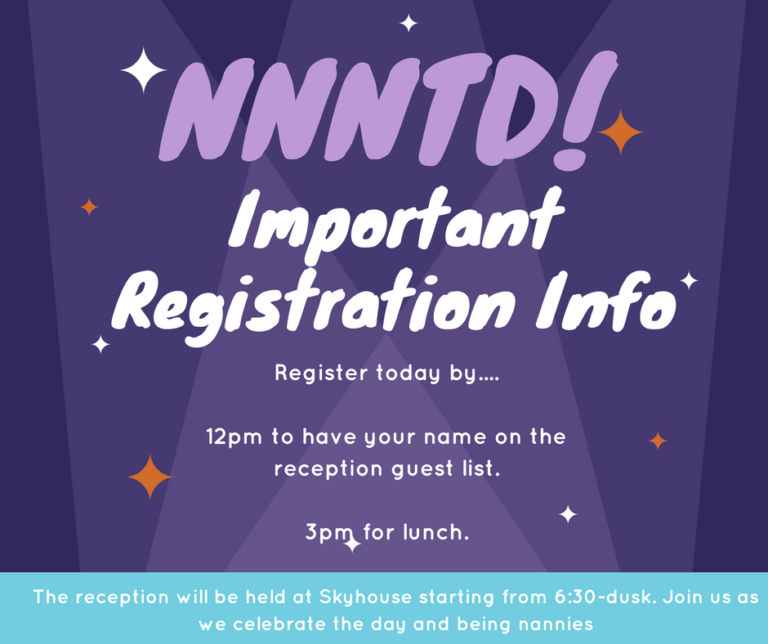 NNNTD!
Important
Registration Info
Register today by....
12pm to have your name on the
reception guest list.
3pm for lunch.
The reception will be held at Skyhouse starting from 6:30-dusk. Join us as
we celebrate the day and being nannies